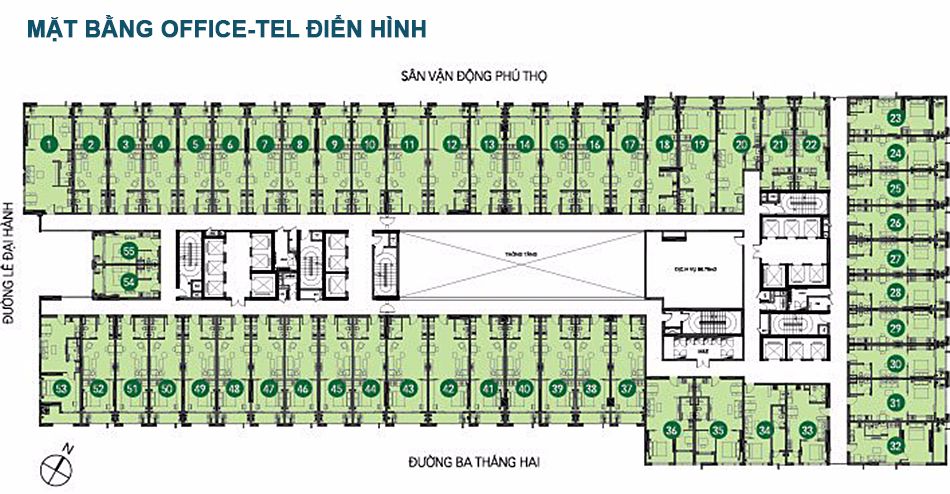 MẶT BẰNG OFFICE-TEL ĐIỂN HÌNH
SÂN VẬN ĐỘNG PHÚ THỌ
1 2 3 4 5 6 7 8 9 10 11 12 13 14 15 16 17 18 19 20 21 22
23
24
25
26
27
28
29
30
31
32
ĐƯỜNG LÊ ĐẠI HÀNH
55
54
THÔNG TẦNG
DỊCH VỤ
53 52 51 50 49 48 47 46 45 44 43 42 41 40 39 38 37
36 35 34 33
N
ĐƯỜNG BA THÁNG HAI